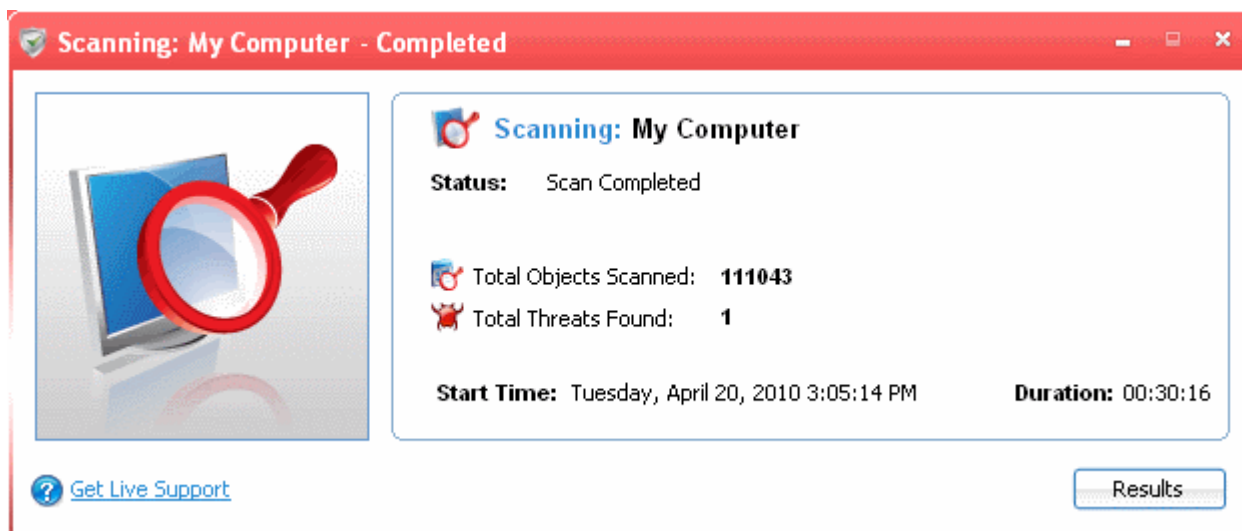 Scanning: My Computer - Completed
Scanning: My Computer
Status: Scan Completed
Total Objects Scanned: 111043
Total Threats Found: 1
Start Time: Tuesday, April 20, 2010 3:05:14 PM Duration: 00:30:16
Get Live Support
Results